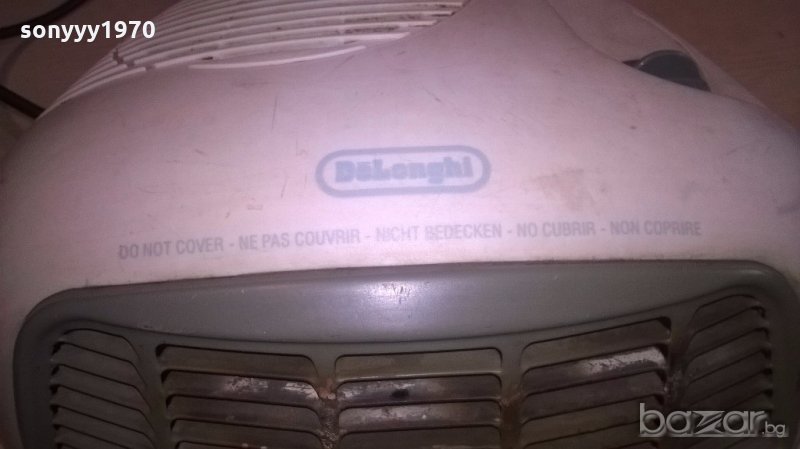 sonyyy1970
DeLonghi
DO NOT COVER - NE PAS COUVRIR - NICHT BEDECKEN - NO CUBRIR - NON COPRIRE
bazar.bg